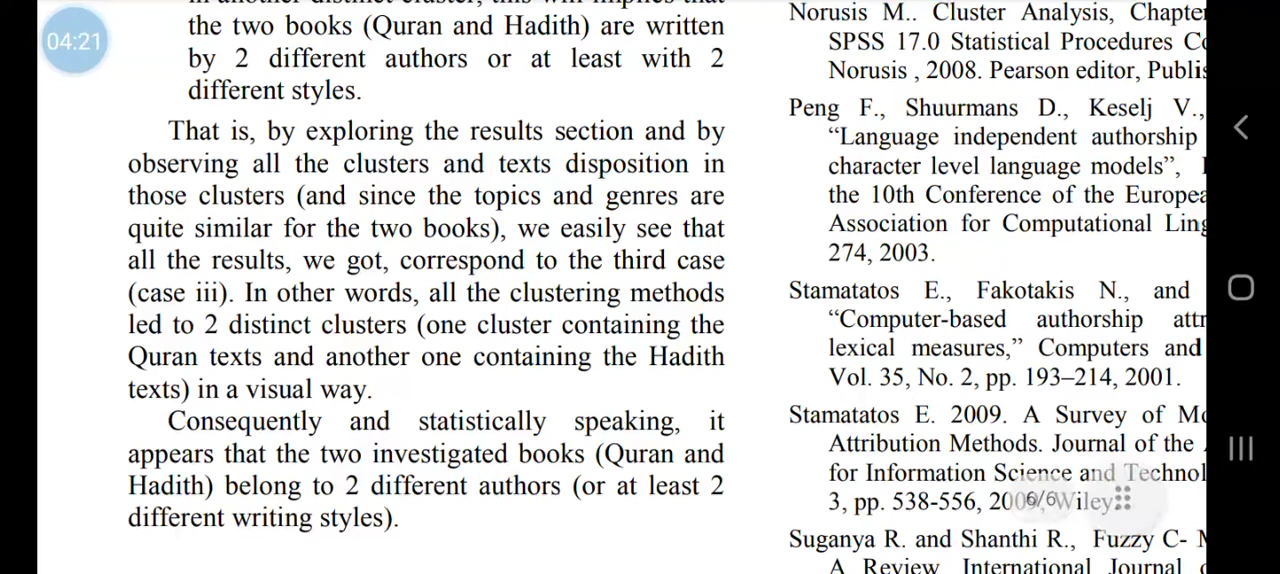 04:21
the two books (Quran and Hadith) are written
by 2 different authors or at least with 2
different styles.
That is, by exploring the results section and by
observing all the clusters and texts disposition in
those clusters (and since the topics and genres are
quite similar for the two books), we easily see that
all the results, we got, correspond to the third case
(case iii). In other words, all the clustering methods
led to 2 distinct clusters (one cluster containing the
Quran texts and another one containing the Hadith
texts) in a visual way.
Consequently and statistically speaking, it
appears that the two investigated books (Quran and
Hadith) belong to 2 different authors (or at least 2
different writing styles).
Norusis M.. Cluster Analysis, Chapter
SPSS 17.0 Statistical Procedures
Norusis , 2008. Pearson editor,
Peng F., Shuurmans D., Keselj V.,
“Language independent authorship
character level language models”,
the 10th Conference of the
Association for Computational
274, 2003.
Stamatatos E., Fakotakis N., and
“Computer-based authorship
lexical measures,” Computers and
Vol. 35, No. 2, pp. 193–214, 2001.
Stamatatos E. 2009. A Survey of
Attribution Methods. Journal of the
for Information Science and
3, pp. 538-556, 2009, Wiley
6/6
Suganya R. and Shanthi R., Fuzzy C-
A Review, International Journal